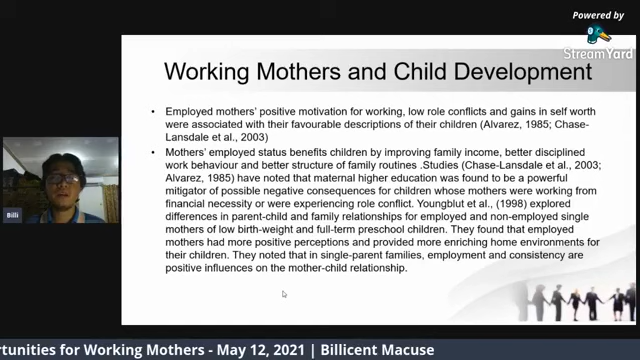 Powered by
StreamYard
Working Mothers and Child Development
• Employed mothers' positive motivation for working, low role conflicts and gains in self worth
were associated with their favourable descriptions of their children (Alvarez, 1985; Chase-
Lansdale et al., 2003)
• Mothers' employed status benefits children by improving family income, better disciplined
work behaviour and better structure of family routines .Studies (Chase-Lansdale et al., 2003;
Alvarez, 1985) have noted that maternal higher education was found to be a powerful
mitigator of possible negative consequences for children whose mothers were working from
financial necessity or were experiencing role conflict. Youngblut et al., (1998) explored
differences in parent-child and family relationships for employed and non-employed single
mothers of low birth-weight and full-term preschool children. They found that employed
mothers had more positive perceptions and provided more enriching home environments for
their children. They noted that in single-parent families, employment and consistency are
positive influences on the mother-child relationship.
Billi
rtunities for Working Mothers - May 12, 2021 | Billicent Macuse